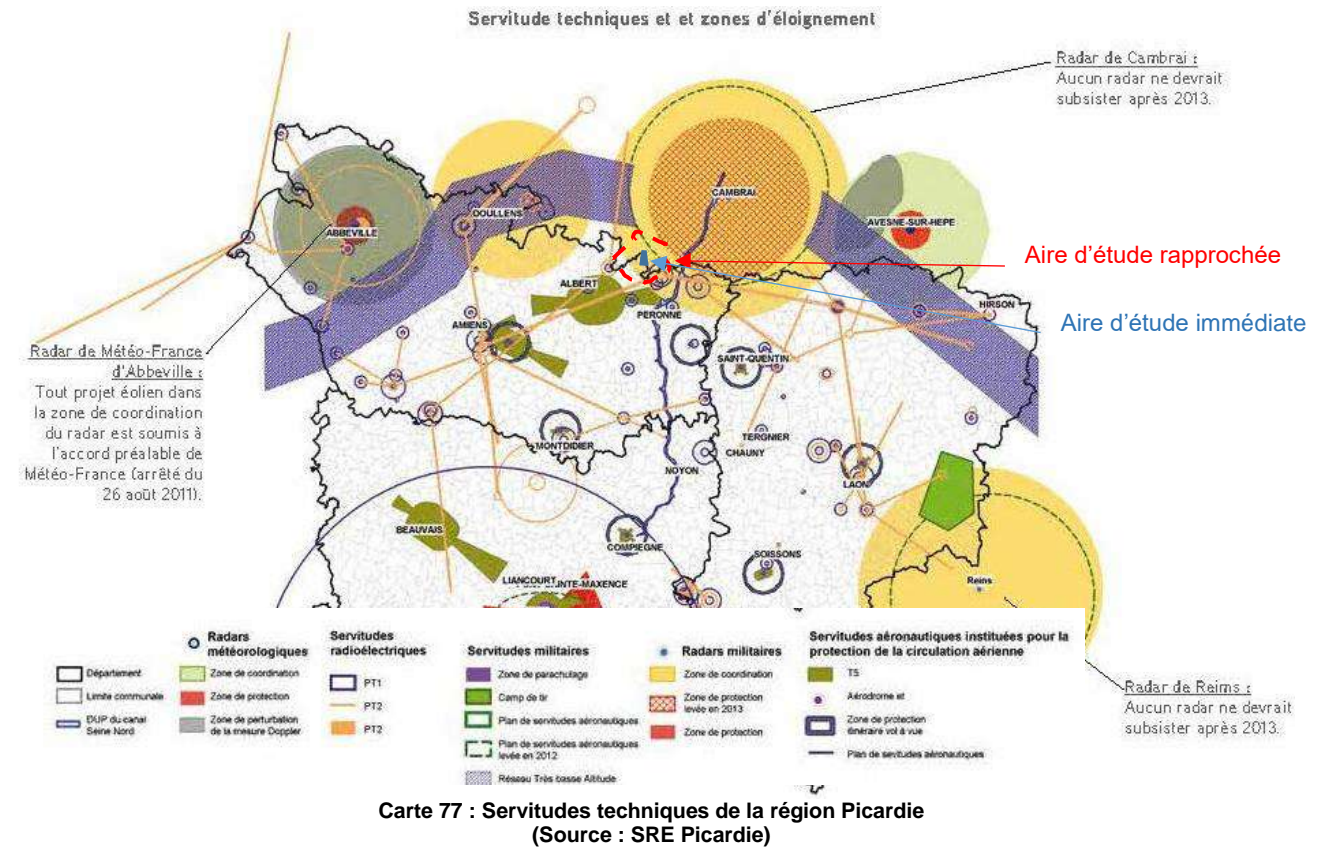 Servitude techniques et et zones d'éloignement
Radar de Cambrai :
Aucun radar ne devrait
subsister après 2013.
CAMBRAI
DOULLENS
ABBEVILLE
AVESNE-SUR-HEPE
Aire d'étude rapprochée
ALBERT
HIRSON
PERONNE
Aire d'étude immédiate
AMIENS
Radar de Météo-France
d'Abbeville :
Tout projet éolien dans
la zone de coordination
du radar est soumis à
l'accord préalable de
Météo-France (arrêté du
26 août 2011).
SAINT-QUENTIN
MONTDIDIER
TERGNIER
CHAUNY
NOYON
LAON
BEAUVAIS
COMPIEGNE
SOISSONS
LIANCOURT
INTE-MAXENCE
Reims
Radar de Reims :
Aucun radar ne devrait
subsister après 2013.
Département
Limite communale
DUP du canal
Seine Nord
Radars
météorologiques
Zone de coordination
Zone de protection
Zone de perturbation
de la mesure Doppler
Servitudes
radioélectriques
PT1
PT2
PT2
Servitudes militaires
Zone de parachutage
Camp de tir
Plan de servitudes aéronautiques
Plan de servitudes aéronautiques
levée en 2012
Réseau Très basse Altitude
Radars militaires
Zone de coordination
Zone de protection
levée en 2013
Zone de protection
Servitudes aéronautiques instituées pour la
protection de la circulation aérienne
T5
Aérodrome et
Zone de protection
itinéraire vol à vue
Plan de sevitudes aéronautiques
Carte 77 : Servitudes techniques de la région Picardie
(Source : SRE Picardie)